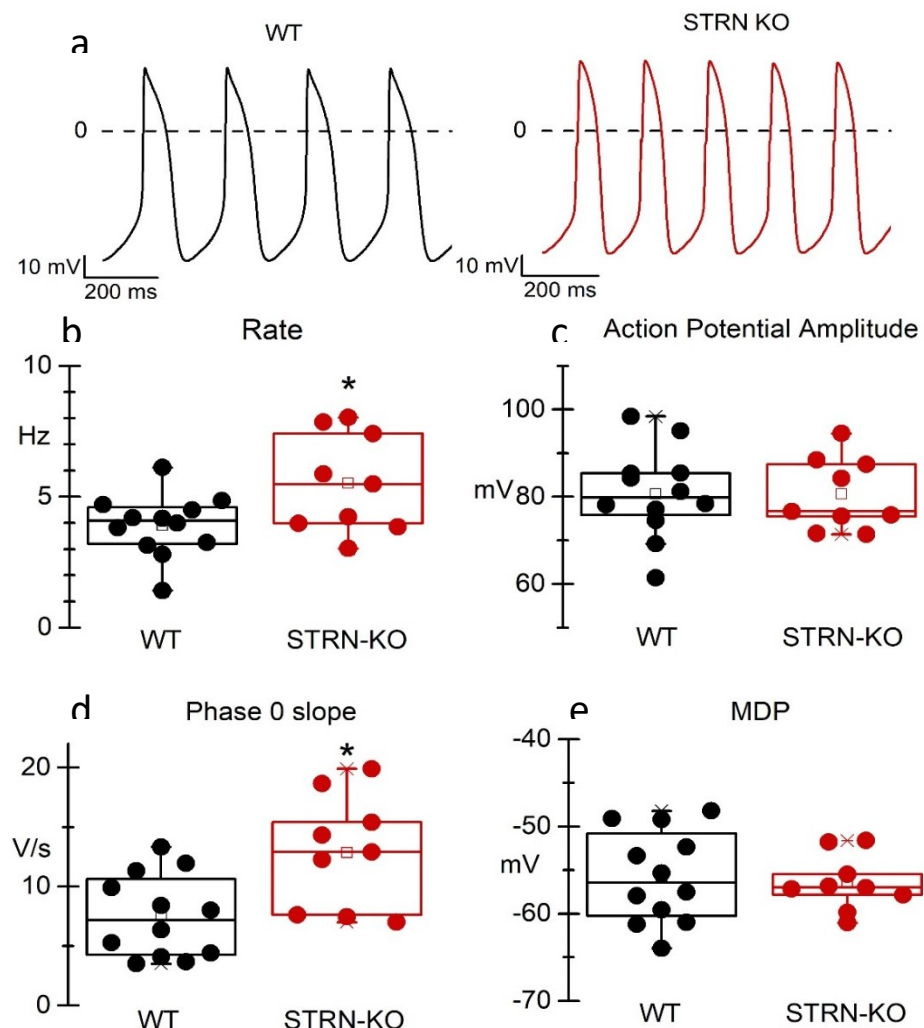 a
WT
STRN KO
0
0
10 mV
200 ms
10 mV
200 ms
b
Rate
10
Hz
5
0
*
WT
STRN-KO
c
Action Potential Amplitude
100
mV
80
60
WT
STRN-KO
d
Phase 0 slope
20
V/s
10
0
*
WT
STRN-KO
e
MDP
-40
-50
mV
-60
-70
WT
STRN-KO